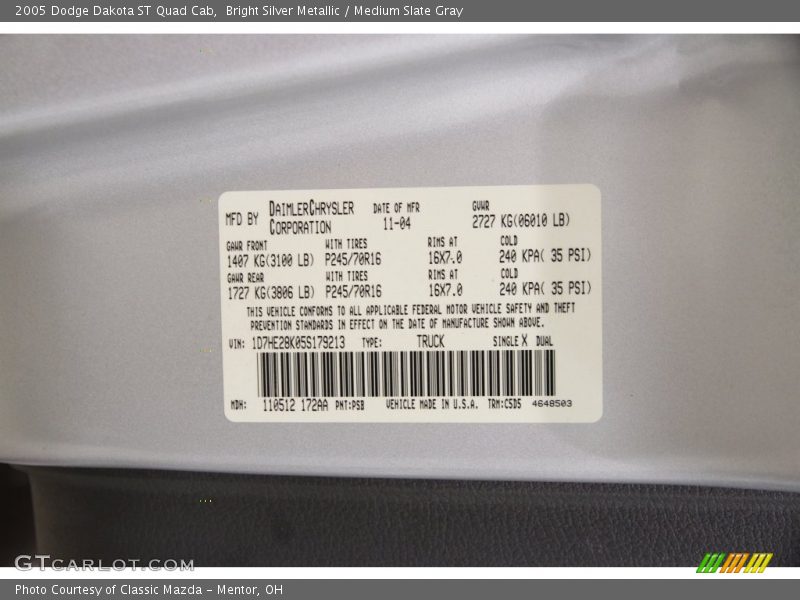 2005 Dodge Dakota ST Quad Cab,  Bright Silver Metallic / Medium Slate Gray
MFD BY DAIMLERCHRYSLER CORPORATION DATE OF MFR 11-04 GVWR 2727 KG(06010 LB)
GAWR FRONT WITH TIRES RIMS AT COLD
1407 KG(3100 LB) P245/70R16 16X7.0 240 KPA( 35 PSI)
GAWR REAR WITH TIRES RIMS AT COLD
1727 KG(3806 LB) P245/70R16 16X7.0 240 KPA( 35 PSI)
THIS VEHICLE CONFORMS TO ALL APPLICABLE FEDERAL MOTOR VEHICLE SAFETY AND THEFT
PREVENTION STANDARDS IN EFFECT ON THE DATE OF MANUFACTURE SHOWN ABOVE.
VIN: 1D7HE28K05S179213 TYPE: TRUCK SINGLE X DUAL
MDH: 110512 172AA PNT:PSB VEHICLE MADE IN U.S.A. TRM:C5D5 4648503
GTCARLOT.COM
Photo Courtesy of Classic Mazda - Mentor, OH